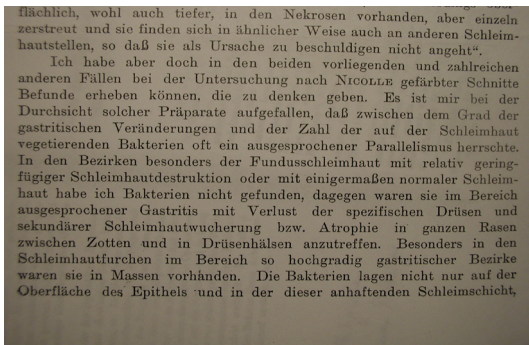 flächlich, wohl auch tiefer, in den Nekrosen vorhanden, aber einzeln
zerstreut und sie finden sich in ähnlicher Weise auch an anderen Schleim-
hautstellen, so daß sie als Ursache zu beschuldigen nicht angeht“.
Ich habe aber doch in den beiden vorliegenden und zahlreichen
anderen Fällen bei der Untersuchung nach NICOLLE gefärbter Schnitte
Befunde erheben können, die zu denken geben. Es ist mir bei der
Durchsicht solcher Präparate aufgefallen, daß zwischen dem Grad der
gastritischen Veränderungen und der Zahl der auf der Schleimhaut
vegetierenden Bakterien oft ein ausgesprochener Parallelismus herrschte.
In den Bezirken besonders der Fundusschleimhaut mit relativ gering-
fügiger Schleimhautdestruktion oder mit einigermaßen normaler Schleim-
haut habe ich Bakterien nicht gefunden, dagegen waren sie im Bereich
ausgesprochener Gastritis mit Verlust der spezifischen Drüsen und
sekundärer Schleimhautwucherung bzw. Atrophie in ganzen Rasen
zwischen Zotten und in Drüsenhälsen anzutreffen. Besonders in den
Schleimhautfurchen im Bereich so hochgradig gastritischer Bezirke
waren sie in Massen vorhanden. Die Bakterien lagen nicht nur auf der
Oberfläche des Epithels und in der dieser anhaftenden Schleimschicht,